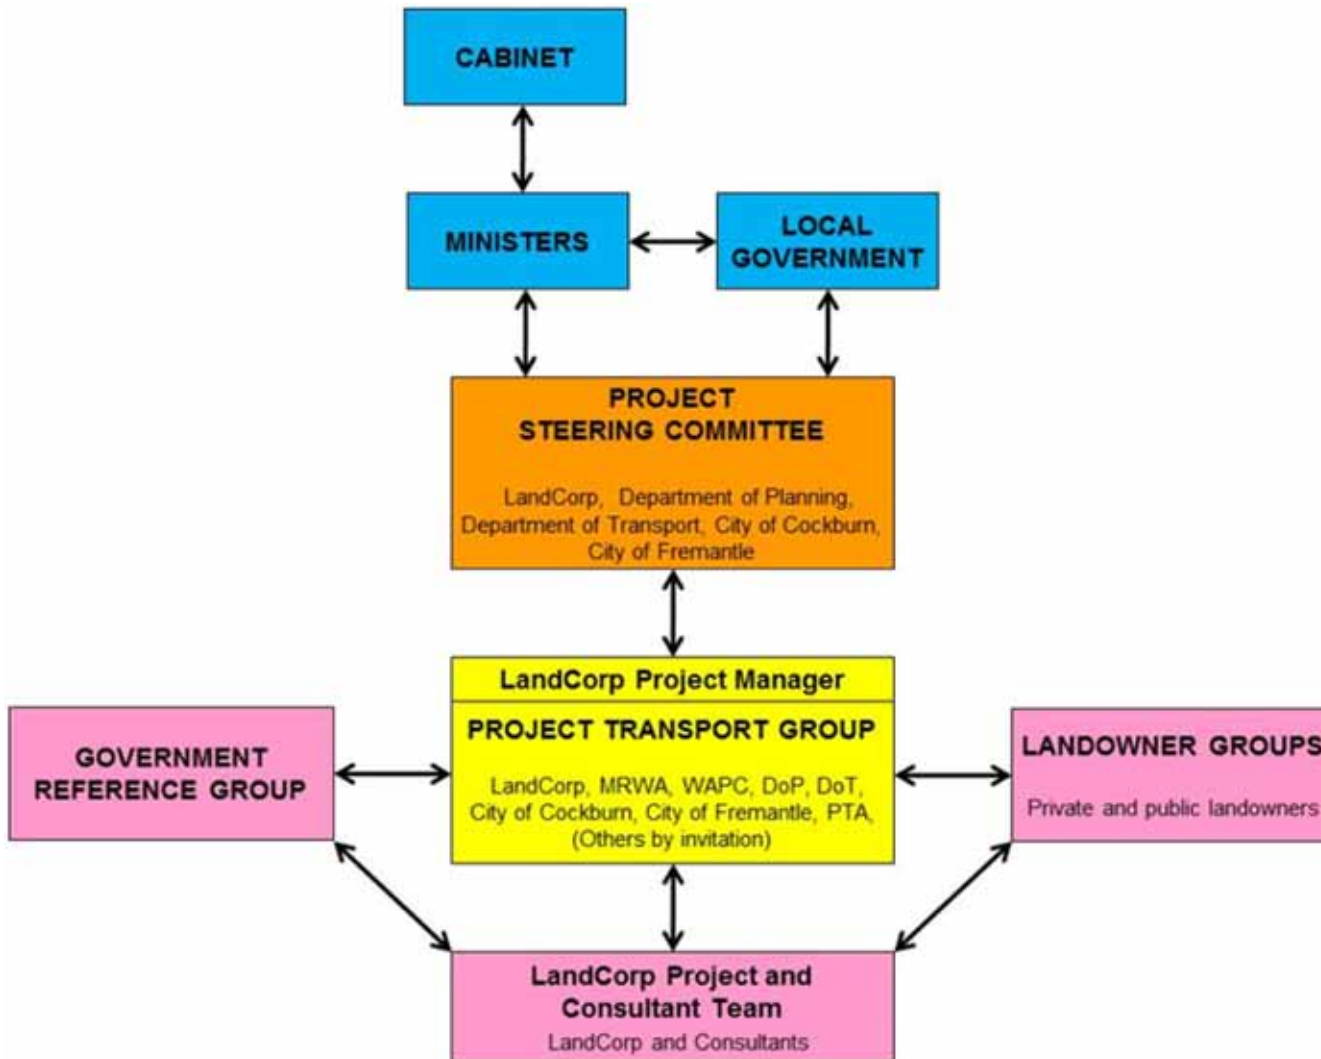 CABINET
MINISTERS
LOCAL
GOVERNMENT
PROJECT
STEERING COMMITTEE
LandCorp, Department of Planning,
Department of Transport, City of Cockburn,
City of Fremantle
LandCorp Project Manager
PROJECT TRANSPORT GROUP
LandCorp, MRWA, WAPC, DoP, DoT,
City of Cockburn, City of Fremantle, PTA,
(Others by invitation)
GOVERNMENT
REFERENCE GROUP
LANDOWNER GROUPS
Private and public landowners
LandCorp Project and
Consultant Team
LandCorp and Consultants